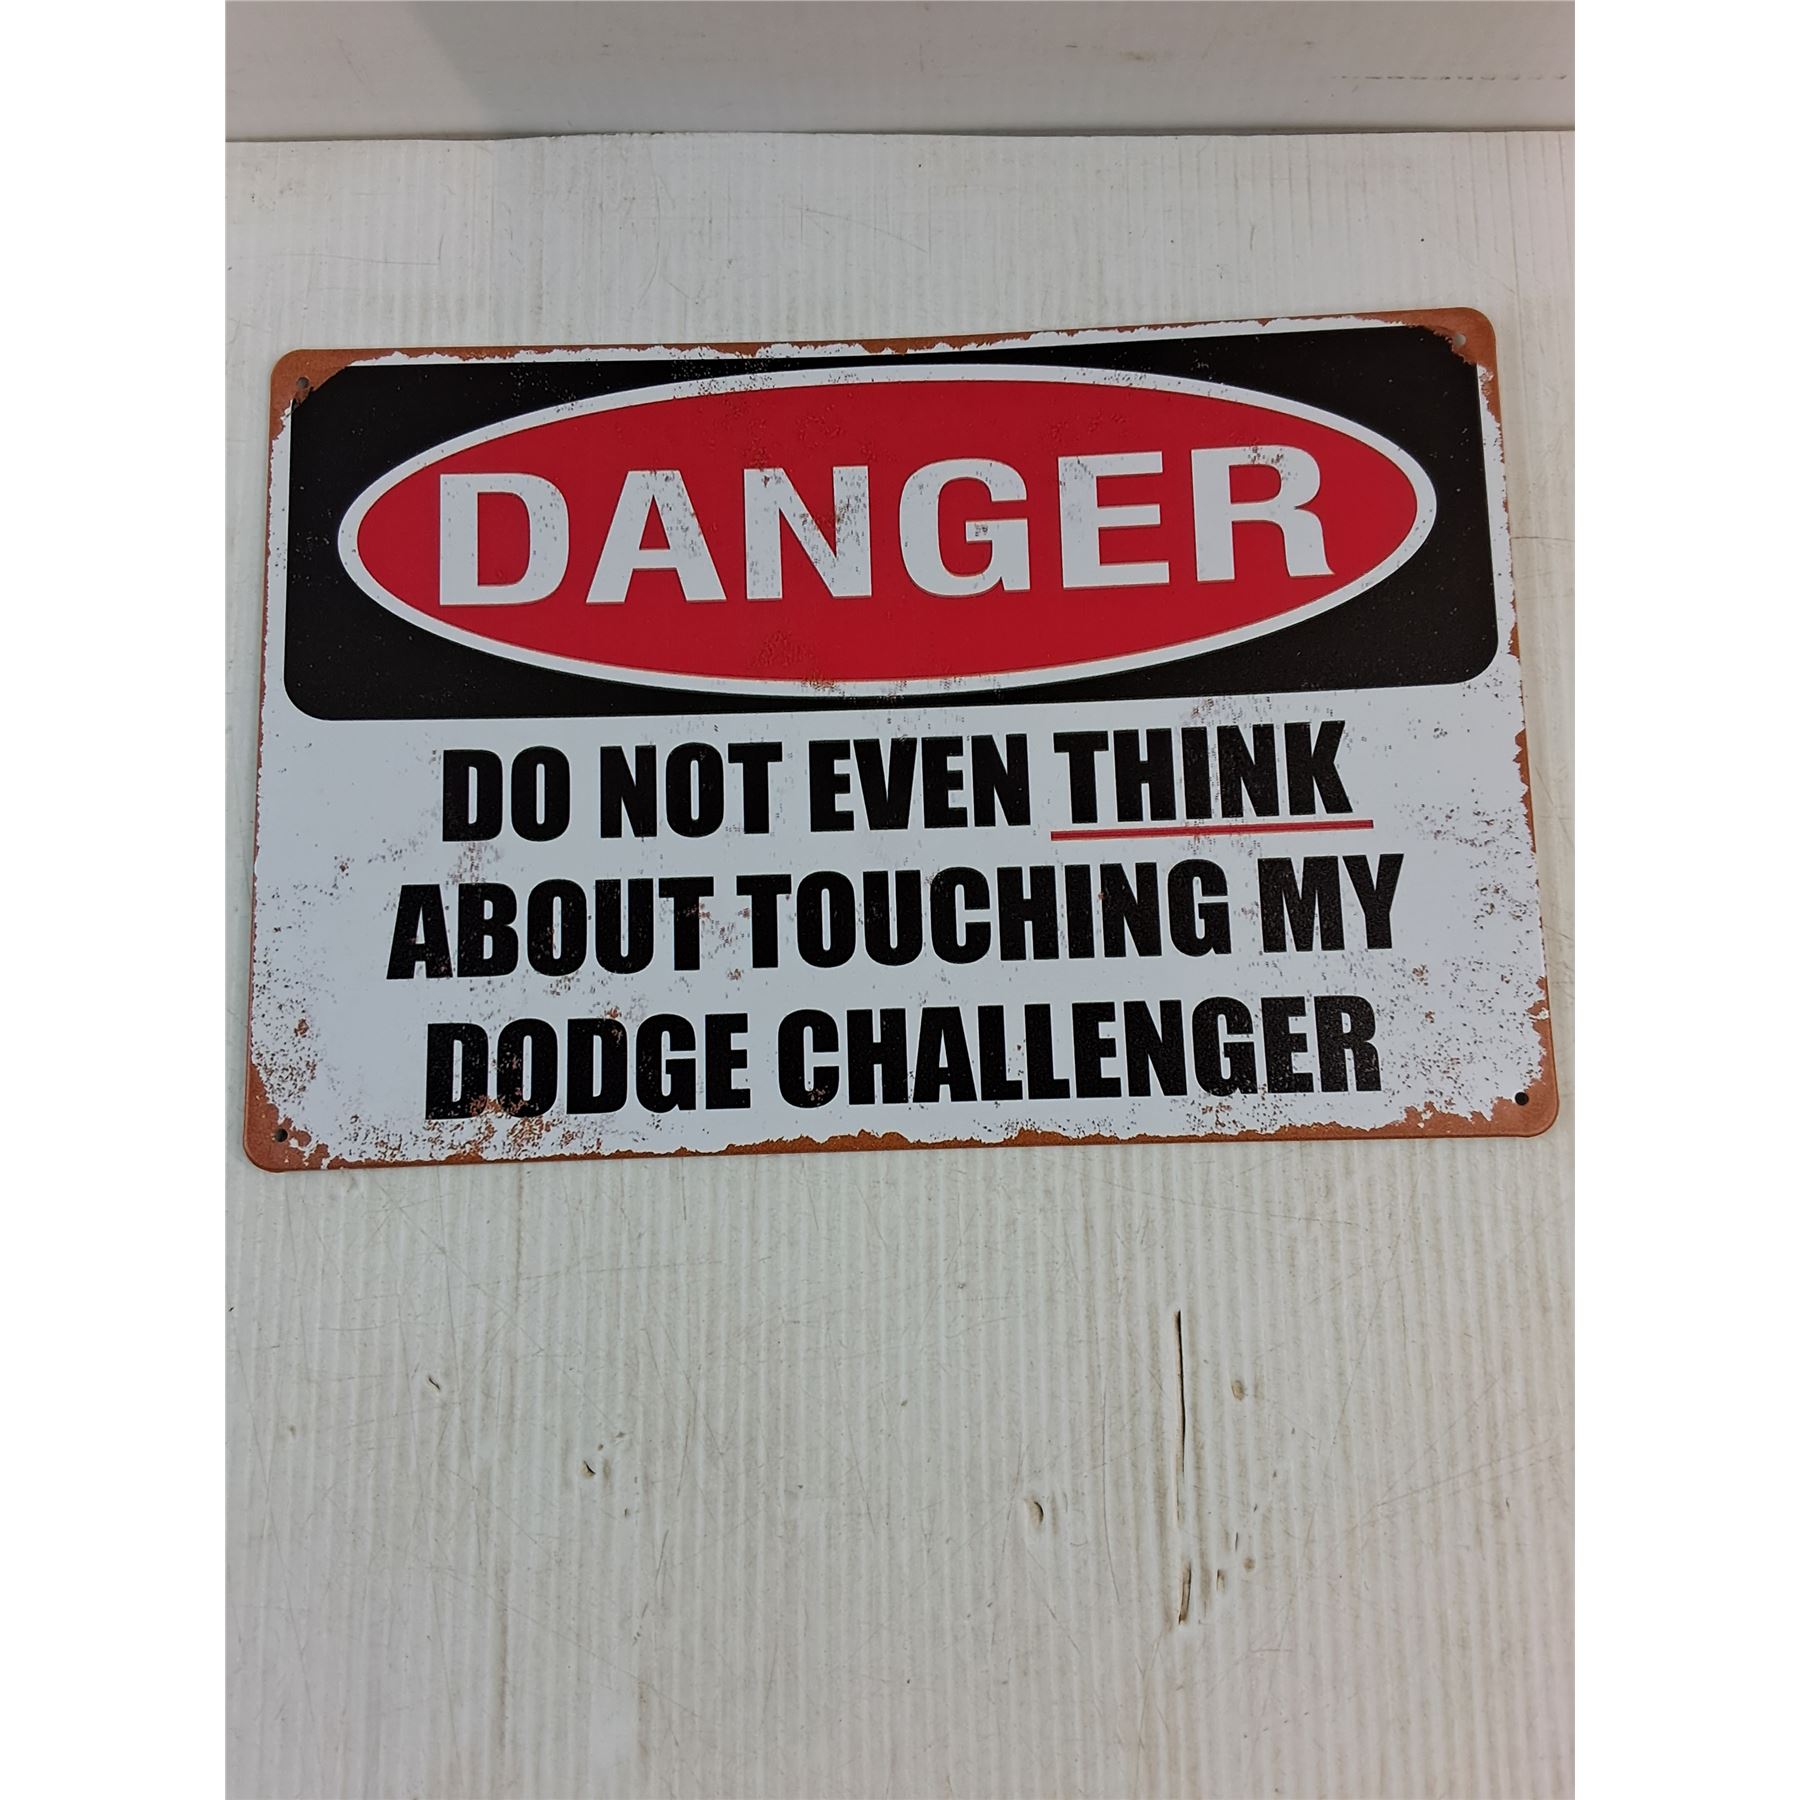 DANGER
DO NOT EVEN THINK
ABOUT TOUCHING MY
DODGE CHALLENGER